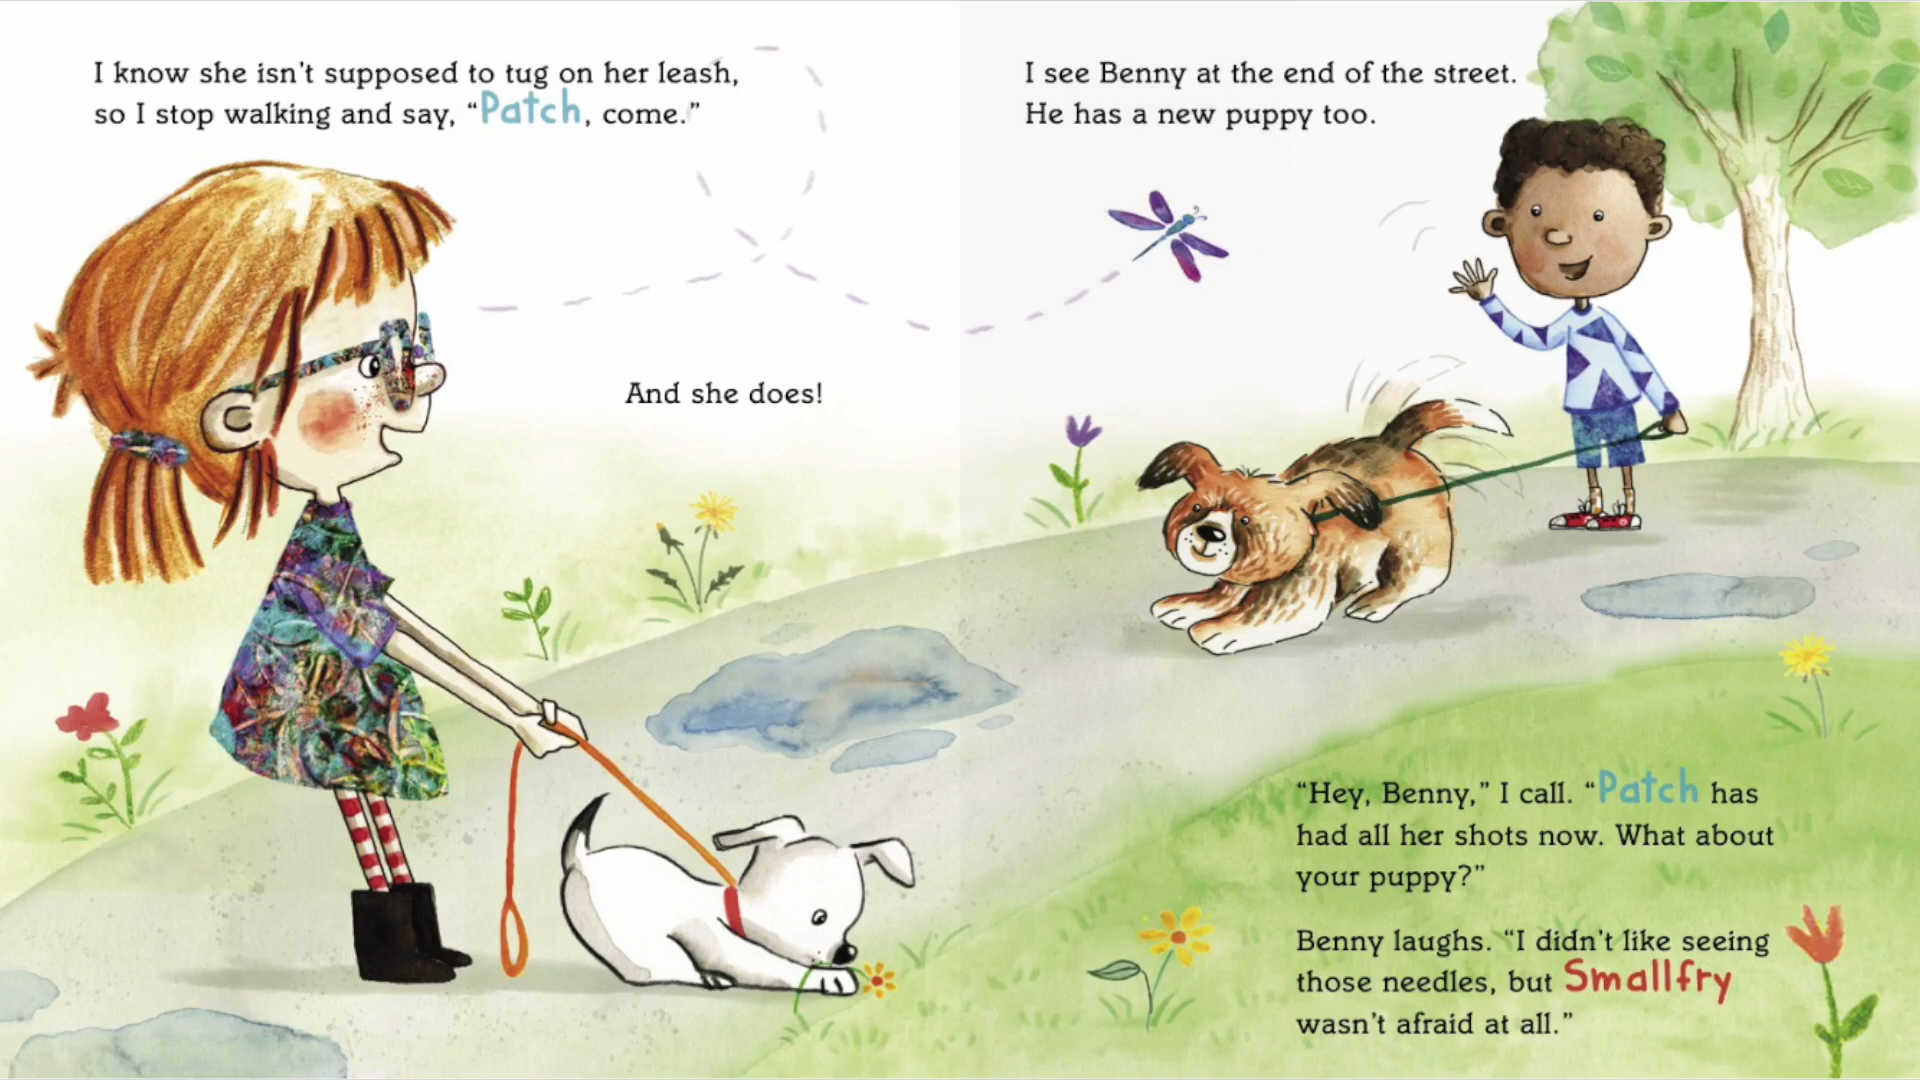 I know she isn't supposed to tug on her leash,
so I stop walking and say, “Patch, come.”
And she does!
I see Benny at the end of the street.
He has a new puppy too.
“Hey, Benny,” I call. “Patch has
had all her shots now. What about
your puppy?”
Benny laughs. “I didn't like seeing
those needles, but Smallfry
wasn't afraid at all.”